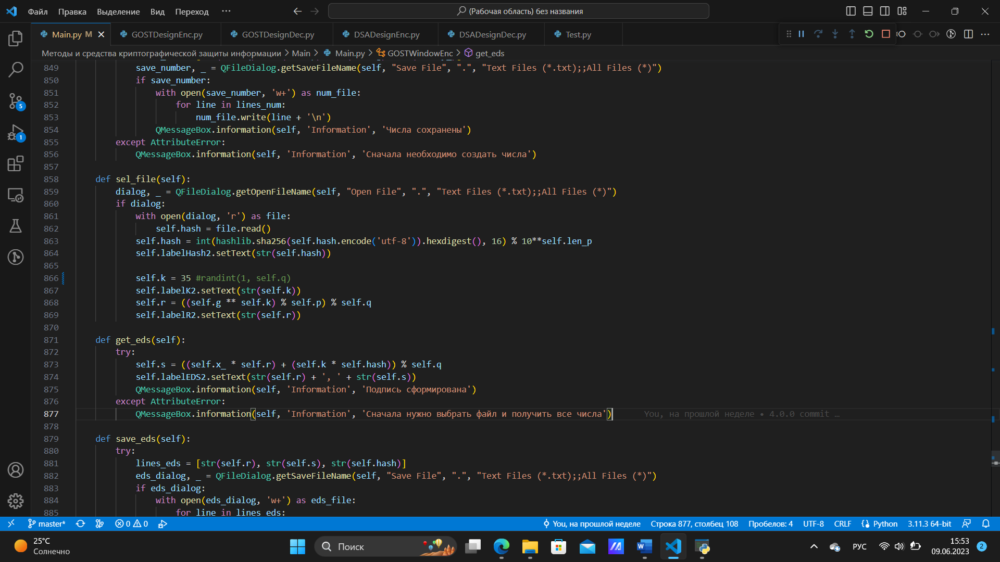 Файл Правка Выделение Вид Переход ··· (Рабочая область) без названия
Main.py M GOSTDesignEnc.py GOSTDesignDec.py DSADesignEnc.py DSADesignDec.py Test.py
Методы и средства криптографической защиты информации > Main > Main.py > GOSTWindowEnc > get_eds
849 save_number, _ = QFileDialog.getSaveFileName(self, "Save File", ".", "Text Files (*.txt);;All Files (*)")
850 if save_number:
851 with open(save_number, 'w+') as num_file:
852 for line in lines_num:
853 num_file.write(line + '\n')
854 QMessageBox.information(self, 'Information', 'Числа сохранены')
855 except AttributeError:
856 QMessageBox.information(self, 'Information', 'Сначала необходимо создать числа')
857
858 def sel_file(self):
859 dialog, _ = QFileDialog.getOpenFileName(self, "Open File", ".", "Text Files (*.txt);;All Files (*)")
860 if dialog:
861 with open(dialog, 'r') as file:
862 self.hash = file.read()
863 self.hash = int(hashlib.sha256(self.hash.encode('utf-8')).hexdigest(), 16) % 10**self.len_p
864 self.labelHash2.setText(str(self.hash))
865
866 self.k = 35 #randint(1, self.q)
867 self.labelK2.setText(str(self.k))
868 self.r = ((self.g ** self.k) % self.p) % self.q
869 self.labelR2.setText(str(self.r))
870
871 def get_eds(self):
872 try:
873 self.s = ((self.x_ * self.r) + (self.k * self.hash)) % self.q
874 self.labelEDS2.setText(str(self.r) + ', ' + str(self.s))
875 QMessageBox.information(self, 'Information', 'Подпись сформирована')
876 except AttributeError:
877 QMessageBox.information(self, 'Information', 'Сначала нужно выбрать файл и получить все числа') You, на прошлой неделе • 4.0.0 commit …
878
879 def save_eds(self):
880 try:
881 lines_eds = [str(self.r), str(self.s), str(self.hash)]
882 eds_dialog, _ = QFileDialog.getSaveFileName(self, "Save File", ".", "Text Files (*.txt);;All Files (*)")
883 if eds_dialog:
884 with open(eds_dialog, 'w+') as eds_file:
885 for line in lines_eds:
5
1
master* 0 0 You, на прошлой неделе Строка 877, столбец 108 Пробелов: 4 UTF-8 CRLF Python 3.11.3 64-bit
25°C
Солнечно
Поиск
РУС
15:53
09.06.2023
2